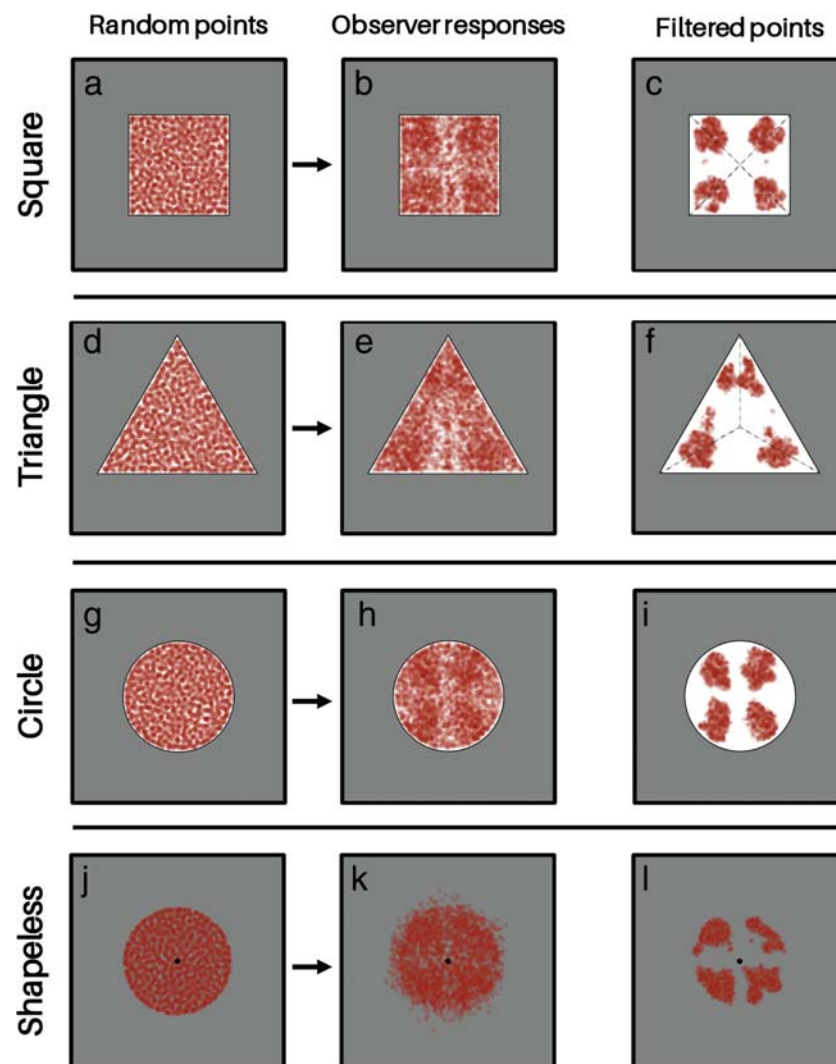 Random points Observer responses Filtered points
Square
a b c
Triangle
d e f
Circle
g h i
Shapeless
j k l